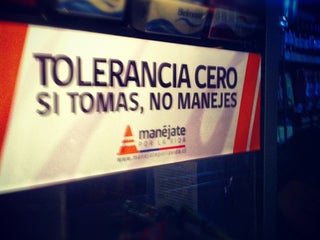 TOLERANCIA CERO
SI TOMAS, NO MANEJES
manéjate
POR LA VIDA